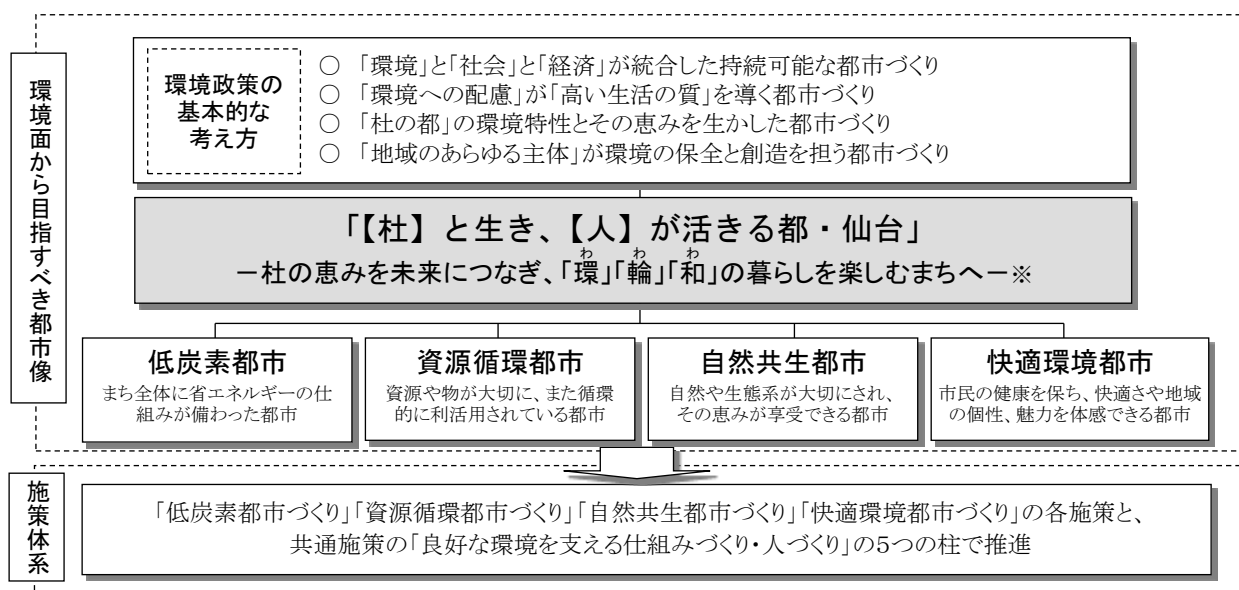 環境面から目指すべき都市像
環境政策の
基本的な
考え方
○ 「環境」と「社会」と「経済」が統合した持続可能な都市づくり
○ 「環境への配慮」が「高い生活の質」を導く都市づくり
○ 「杜の都」の環境特性とその恵みを生かした都市づくり
○ 「地域のあらゆる主体」が環境の保全と創造を担う都市づくり
「【杜】と生き、【人】が活きる都・仙台」
わ わ わ
－杜の恵みを未来につなぎ、「環」「輪」「和」の暮らしを楽しむまちへ－※
低炭素都市
まち全体に省エネルギーの仕
組みが備わった都市
資源循環都市
資源や物が大切に、また循環
的に利活用されている都市
自然共生都市
自然や生態系が大切にされ、
その恵みが享受できる都市
快適環境都市
市民の健康を保ち、快適さや地域
の個性、魅力を体感できる都市
施策体系
「低炭素都市づくり」「資源循環都市づくり」「自然共生都市づくり」「快適環境都市づくり」の各施策と、
共通施策の「良好な環境を支える仕組みづくり・人づくり」の5つの柱で推進